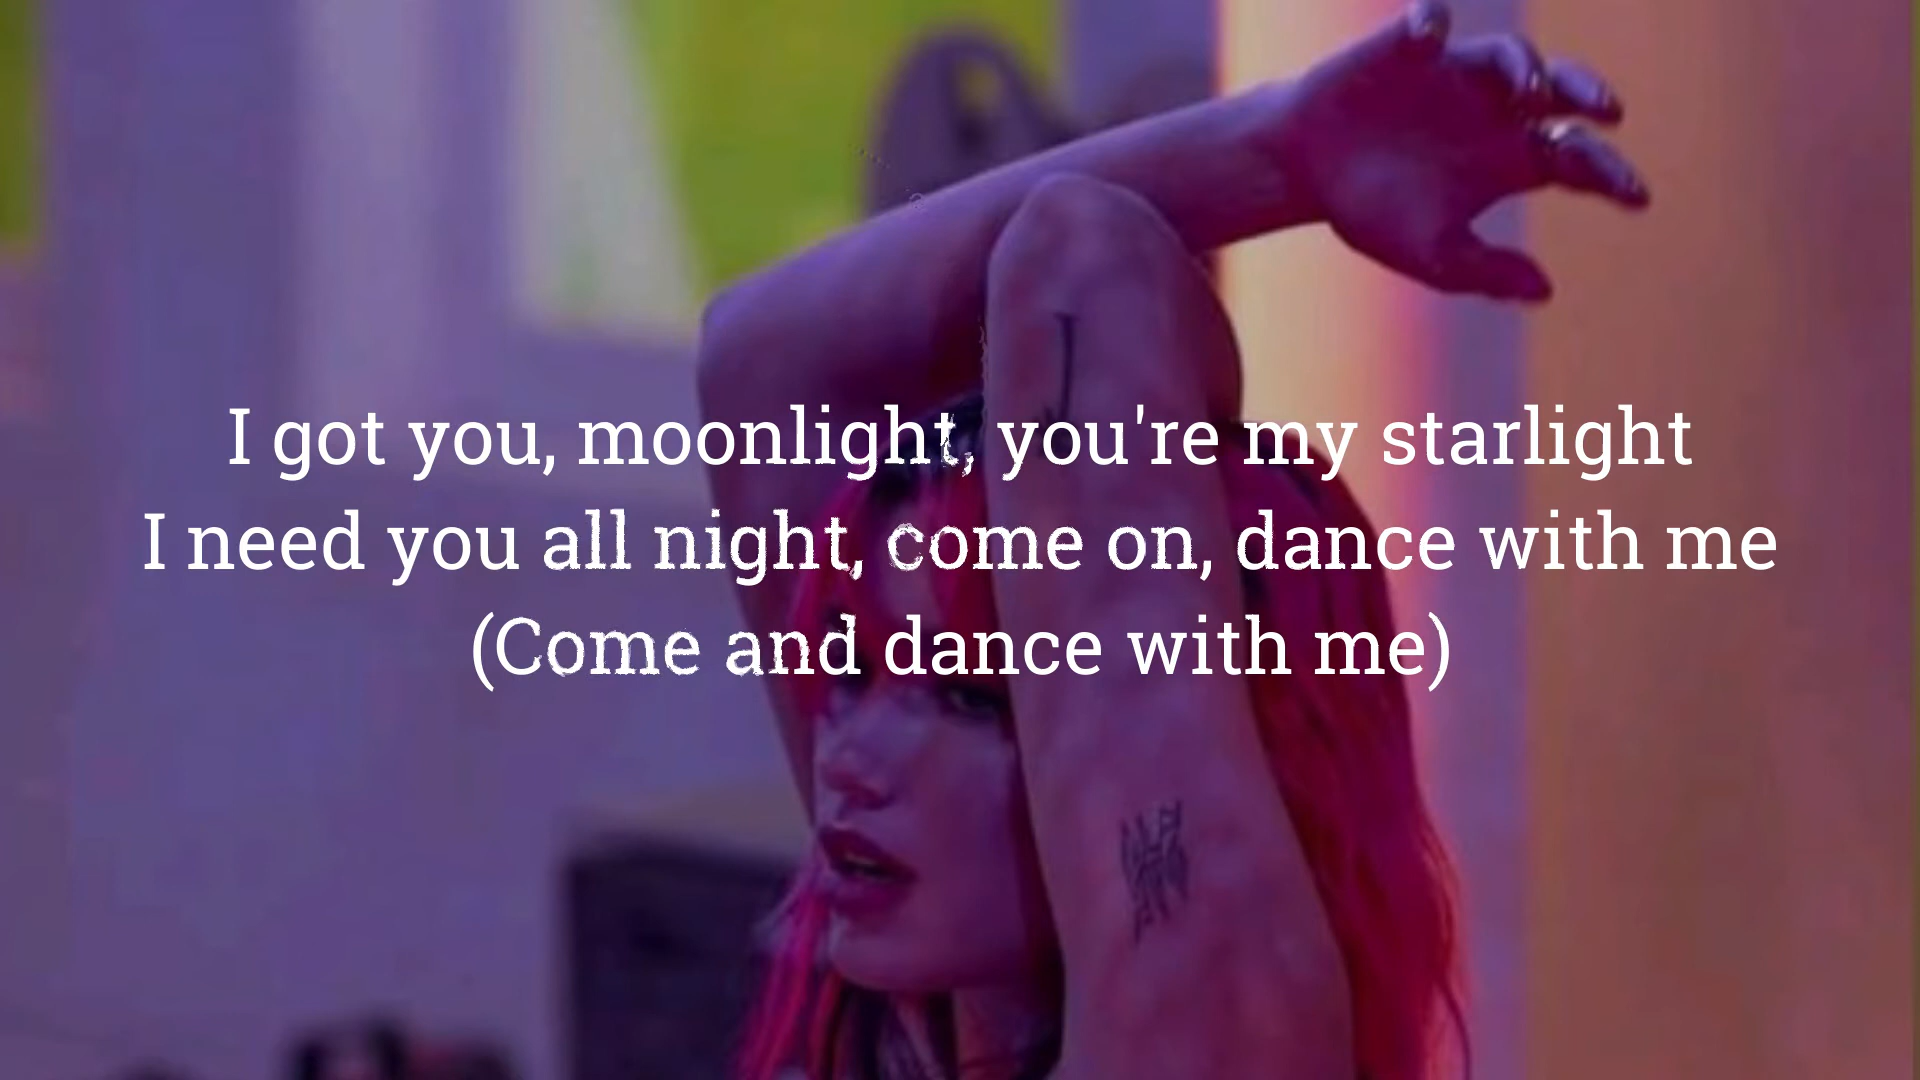 I got you, moonlight, you're my starlight
I need you all night, come on, dance with me
(Come and dance with me)